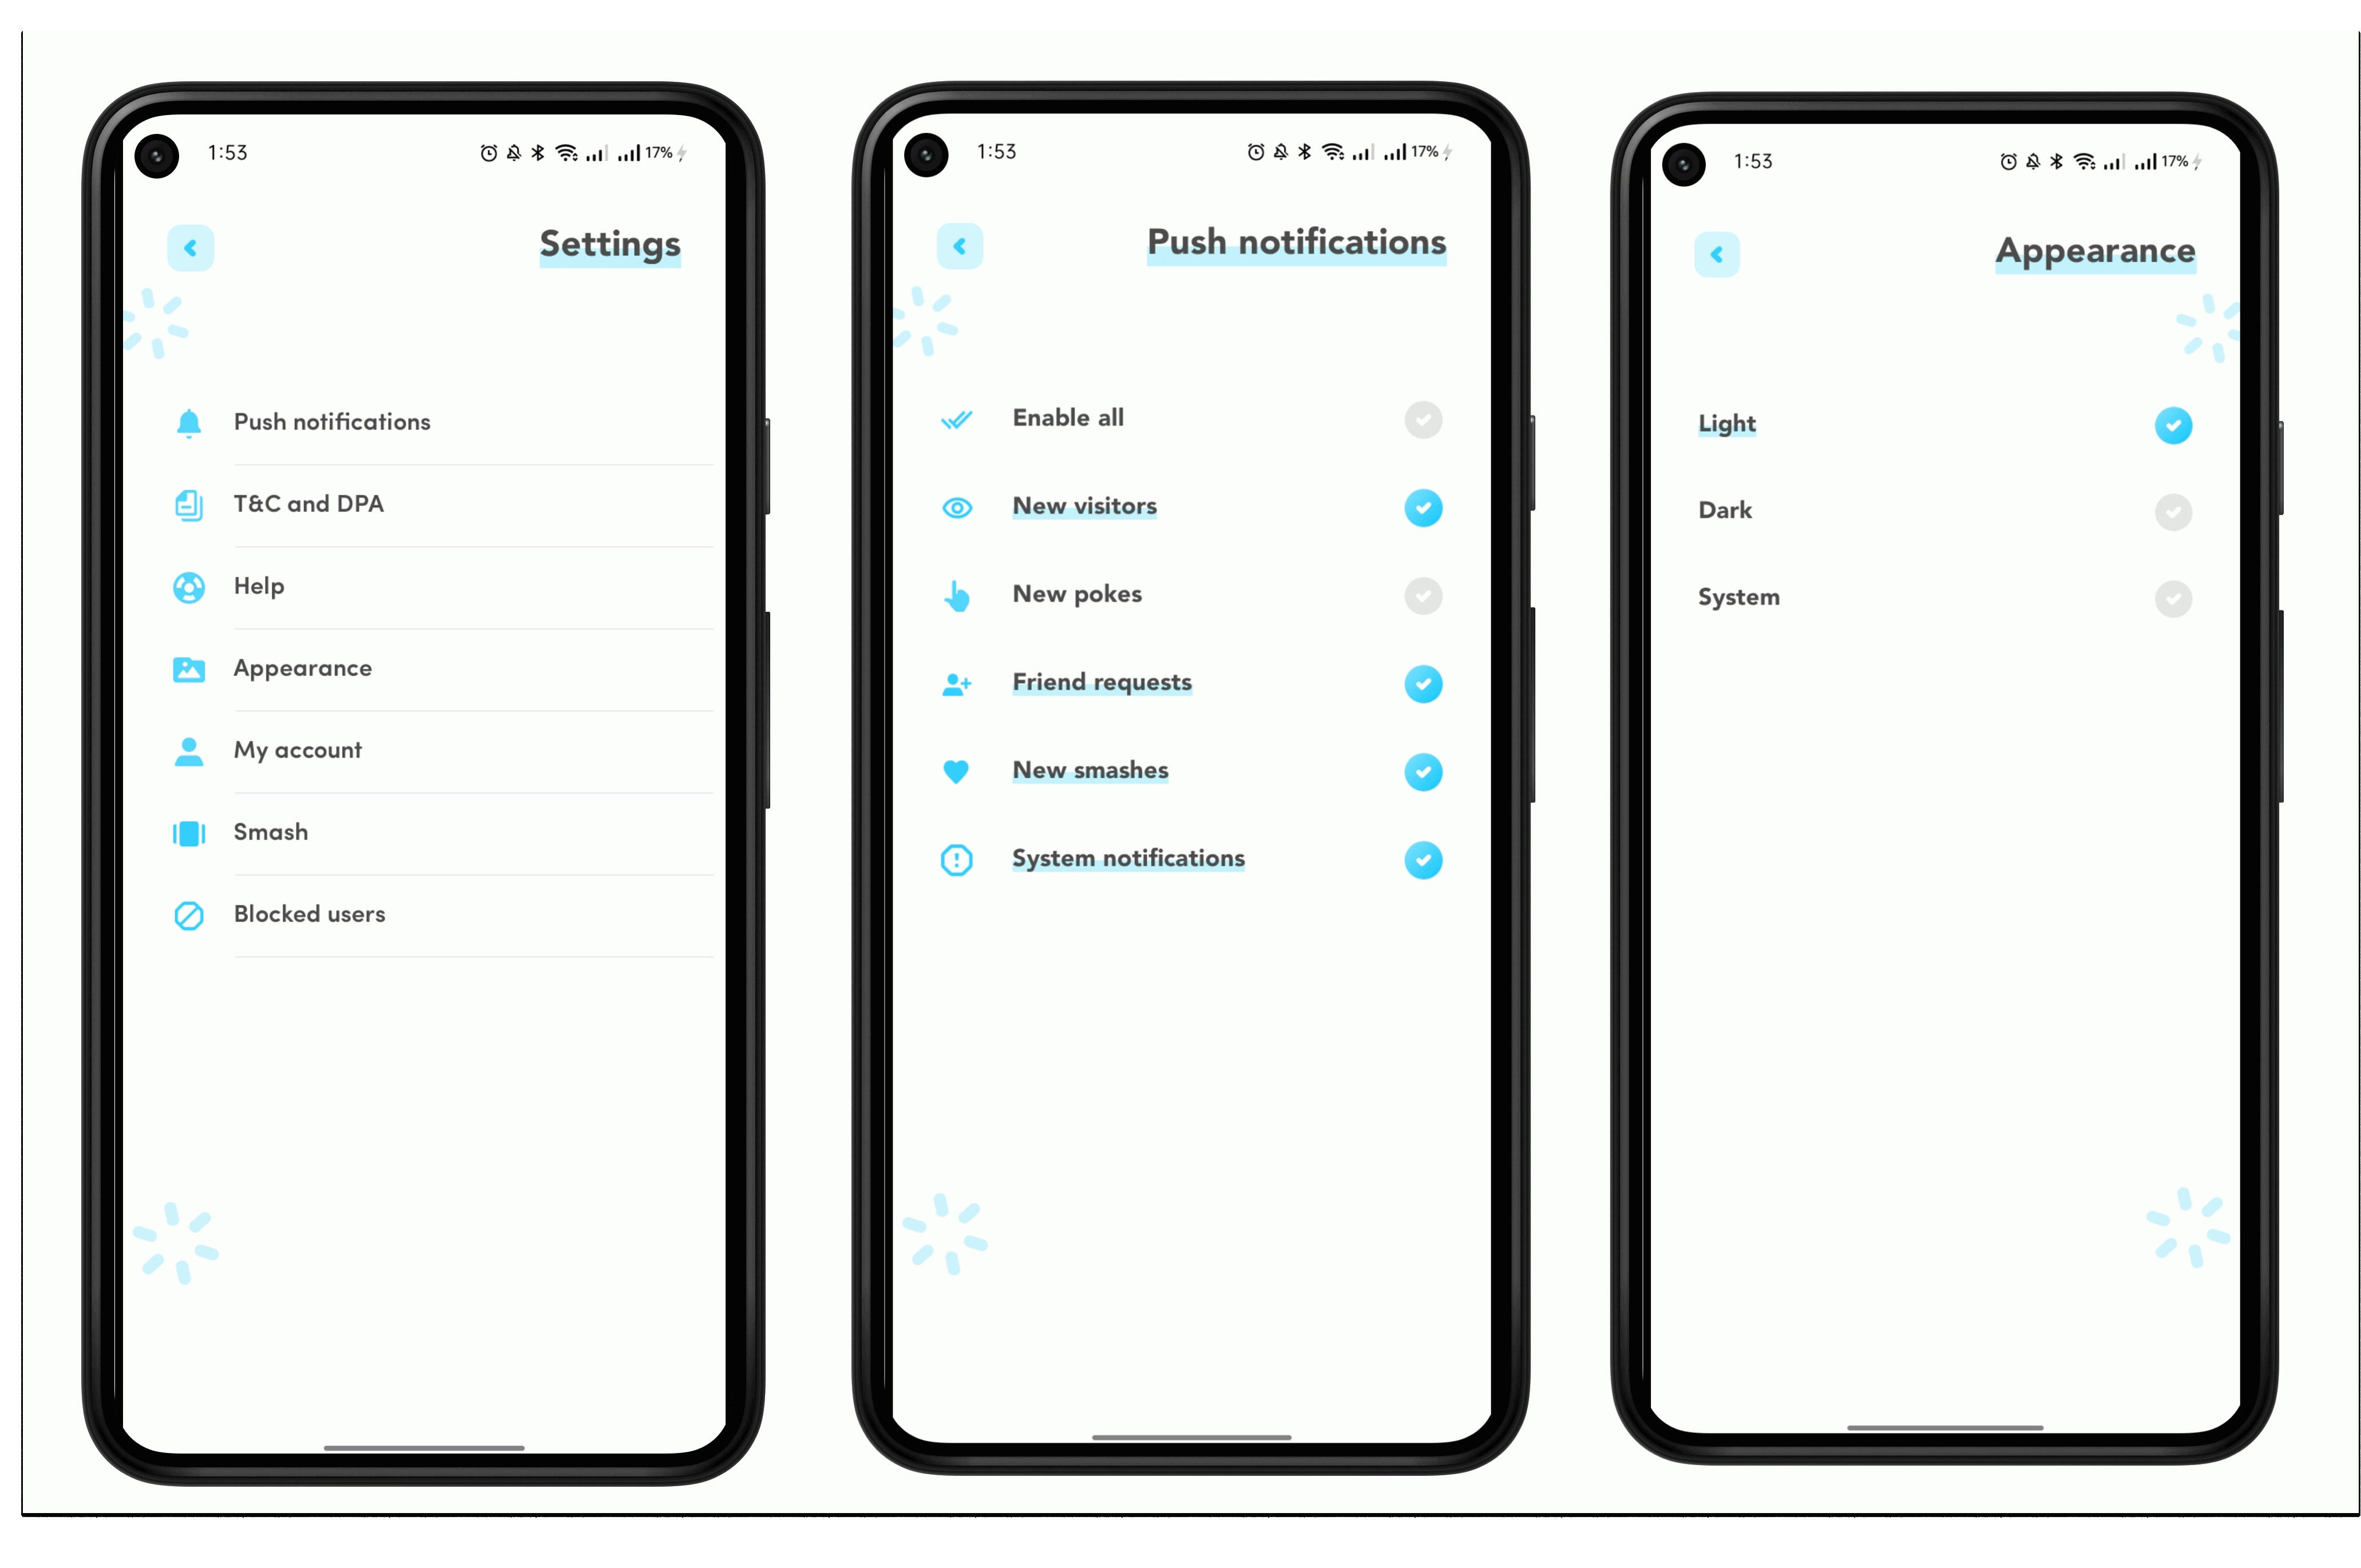 1:53
17%
Settings
Push notifications
T&C and DPA
Help
Appearance
My account
Smash
Blocked users
1:53
17%
Push notifications
Enable all
New visitors
New pokes
Friend requests
New smashes
System notifications
1:53
17%
Appearance
Light
Dark
System